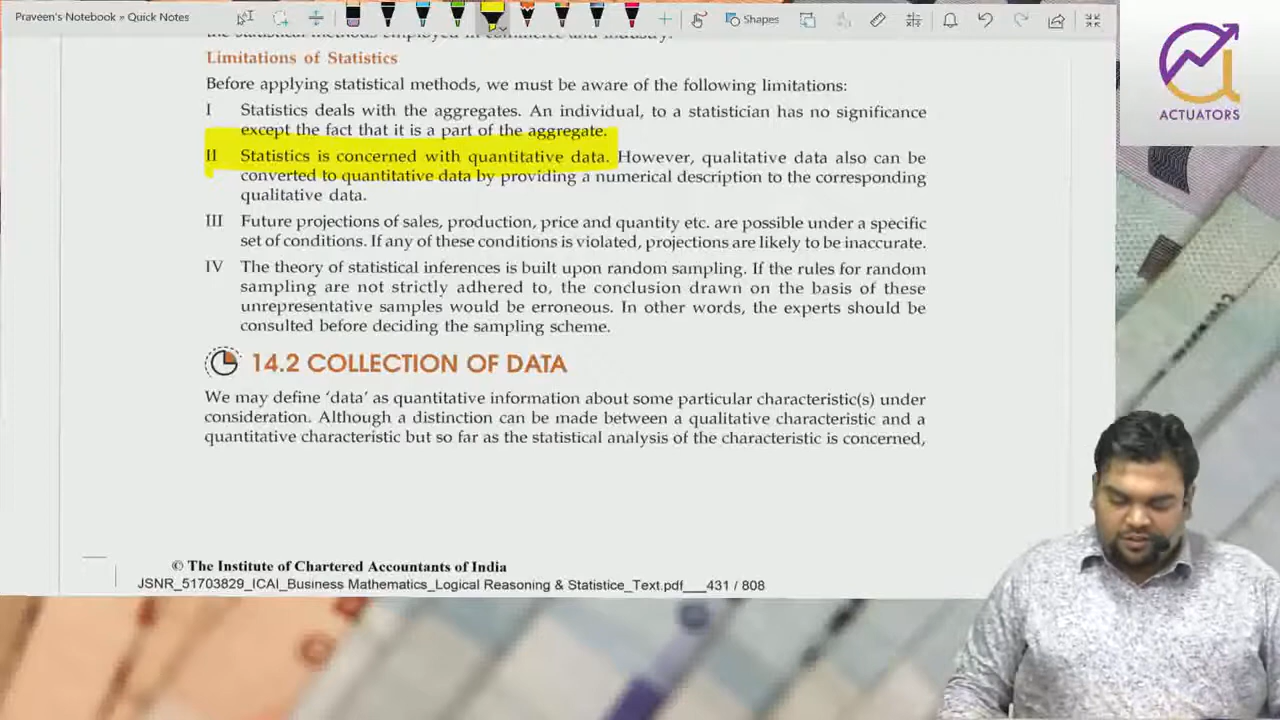 Praveen's Notebook » Quick Notes
Shapes
ACTUATORS
the statistical methods employed in commerce and industry.
Limitations of Statistics
Before applying statistical methods, we must be aware of the following limitations:
I Statistics deals with the aggregates. An individual, to a statistician has no significance
except the fact that it is a part of the aggregate.
II Statistics is concerned with quantitative data. However, qualitative data also can be
converted to quantitative data by providing a numerical description to the corresponding
qualitative data.
III Future projections of sales, production, price and quantity etc. are possible under a specific
set of conditions. If any of these conditions is violated, projections are likely to be inaccurate.
IV The theory of statistical inferences is built upon random sampling. If the rules for random
sampling are not strictly adhered to, the conclusion drawn on the basis of these
unrepresentative samples would be erroneous. In other words, the experts should be
consulted before deciding the sampling scheme.
14.2 COLLECTION OF DATA
We may define 'data' as quantitative information about some particular characteristic(s) under
consideration. Although a distinction can be made between a qualitative characteristic and a
quantitative characteristic but so far as the statistical analysis of the characteristic is concerned,
© The Institute of Chartered Accountants of India
JSNR_51703829_ICAI_Business Mathematics_Logical Reasoning & Statistice_Text.pdf___431 / 808